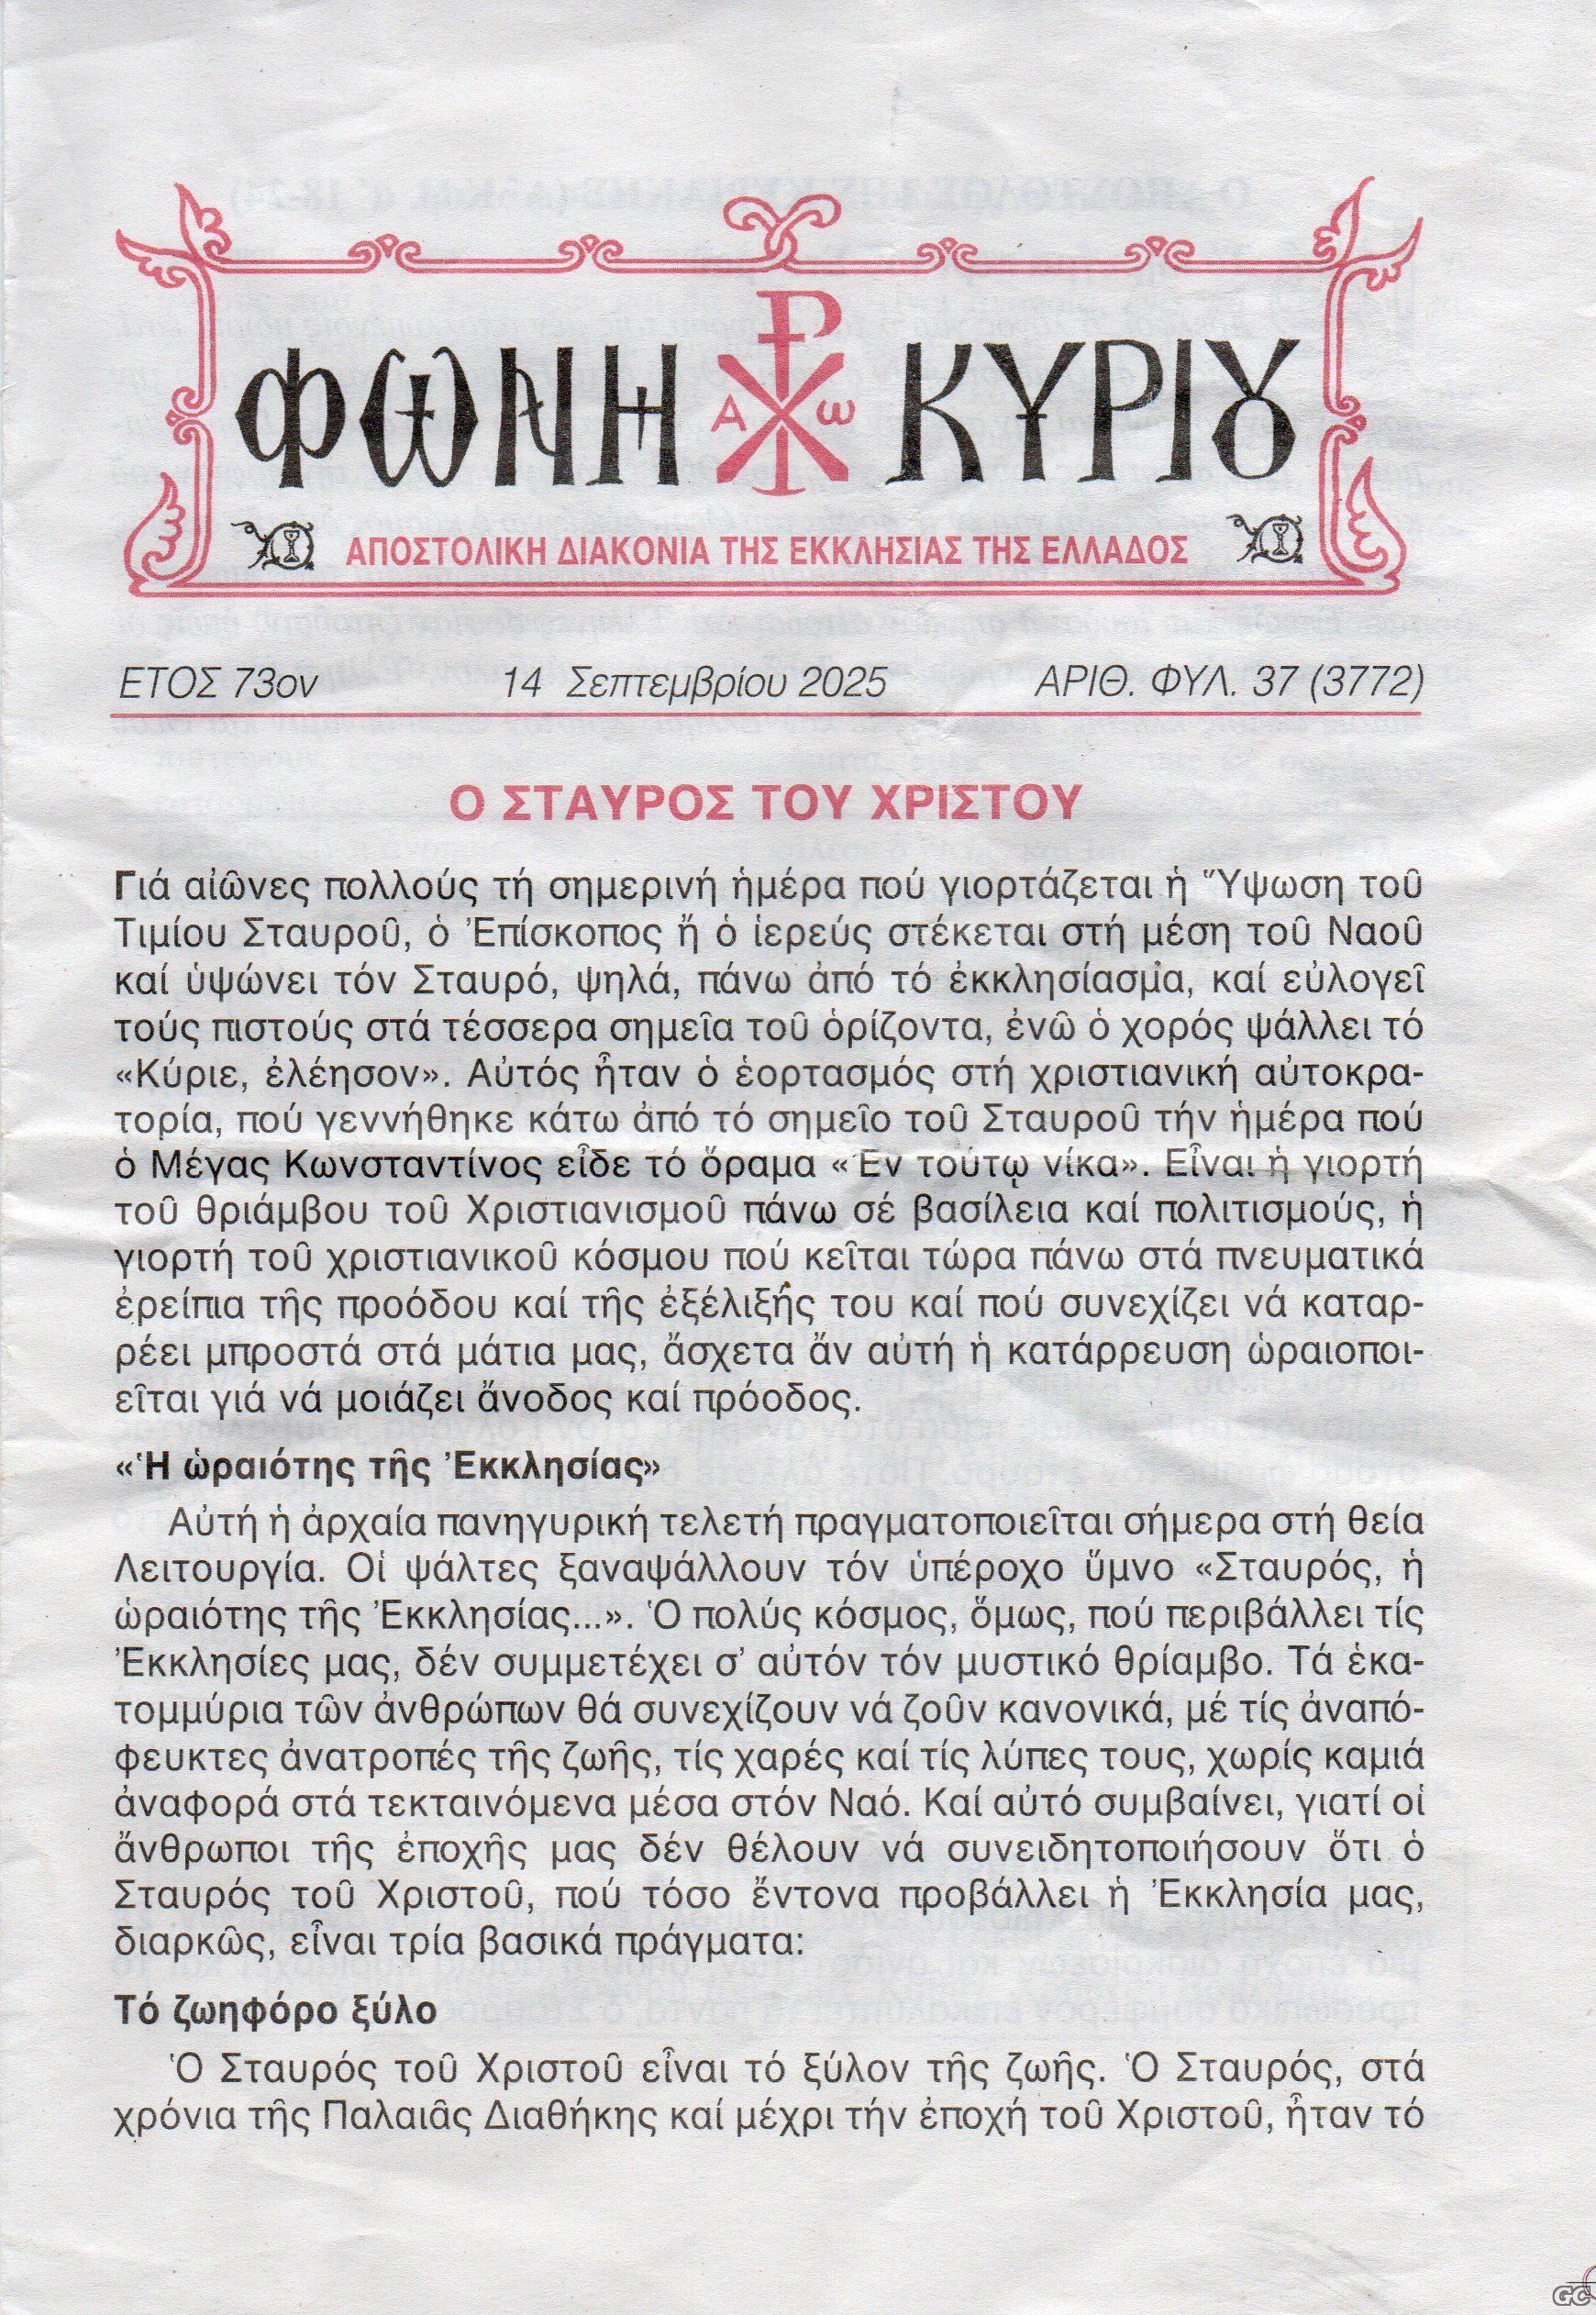 ΦΩΝΗ ΚΥΡΙȢ
Α ω
ΑΠΟΣΤΟΛΙΚΗ ΔΙΑΚΟΝΙΑ ΤΗΣ ΕΚΚΛΗΣΙΑΣ ΤΗΣ ΕΛΛΑΔΟΣ
ΕΤΟΣ 73ον 14 Σεπτεμβρίου 2025 ΑΡΙΘ. ΦΥΛ. 37 (3772)
Ο ΣΤΑΥΡΟΣ ΤΟΥ ΧΡΙΣΤΟΥ
Γιά αἰῶνες πολλούς τή σημερινή ἡμέρα πού γιορτάζεται ἡ Ὕψωση τοῦ
Τιμίου Σταυροῦ, ὁ Ἐπίσκοπος ἤ ὁ ἱερεύς στέκεται στή μέση τοῦ Ναοῦ
καί ὑψώνει τόν Σταυρό, ψηλά, πάνω ἀπό τό ἐκκλησίασμα, καί εὐλογεῖ
τούς πιστούς στά τέσσερα σημεῖα τοῦ ὁρίζοντα, ἐνῶ ὁ χορός ψάλλει τό
«Κύριε, ἐλέησον». Αὐτός ἦταν ὁ ἑορτασμός στή χριστιανική αὐτοκρα-
τορία, πού γεννήθηκε κάτω ἀπό τό σημεῖο τοῦ Σταυροῦ τήν ἡμέρα πού
ὁ Μέγας Κωνσταντίνος εἶδε τό ὅραμα «Ἐν τούτῳ νίκα». Εἶναι ἡ γιορτή
τοῦ θριάμβου τοῦ Χριστιανισμοῦ πάνω σέ βασίλεια καί πολιτισμούς, ἡ
γιορτή τοῦ χριστιανικοῦ κόσμου πού κεῖται τώρα πάνω στά πνευματικά
ἐρείπια τῆς προόδου καί τῆς ἐξέλιξής του καί πού συνεχίζει νά καταρ-
ρέει μπροστά στά μάτια μας, ἄσχετα ἄν αὐτή ἡ κατάρρευση ὡραιοποι-
εῖται γιά νά μοιάζει ἄνοδος καί πρόοδος.
«Ἡ ὡραιότης τῆς Ἐκκλησίας»
Αὐτή ἡ ἀρχαία πανηγυρική τελετή πραγματοποιεῖται σήμερα στή θεία
Λειτουργία. Οἱ ψάλτες ξαναψάλλουν τόν ὑπέροχο ὕμνο «Σταυρός, ἡ
ὡραιότης τῆς Ἐκκλησίας...». Ὁ πολύς κόσμος, ὅμως, πού περιβάλλει τίς
Ἐκκλησίες μας, δέν συμμετέχει σ’ αὐτόν τόν μυστικό θρίαμβο. Τά ἑκα-
τομμύρια τῶν ἀνθρώπων θά συνεχίζουν νά ζοῦν κανονικά, μέ τίς ἀναπό-
φευκτες ἀνατροπές τῆς ζωῆς, τίς χαρές καί τίς λύπες τους, χωρίς καμιά
ἀναφορά στά τεκταινόμενα μέσα στόν Ναό. Καί αὐτό συμβαίνει, γιατί οἱ
ἄνθρωποι τῆς ἐποχῆς μας δέν θέλουν νά συνειδητοποιήσουν ὅτι ὁ
Σταυρός τοῦ Χριστοῦ, πού τόσο ἔντονα προβάλλει ἡ Ἐκκλησία μας,
διαρκῶς, εἶναι τρία βασικά πράγματα:
Τό ζωηφόρο ξύλο
Ὁ Σταυρός τοῦ Χριστοῦ εἶναι τό ξύλον τῆς ζωῆς. Ὁ Σταυρός, στά
χρόνια τῆς Παλαιᾶς Διαθήκης καί μέχρι τήν ἐποχή τοῦ Χριστοῦ, ἦταν τό
GC